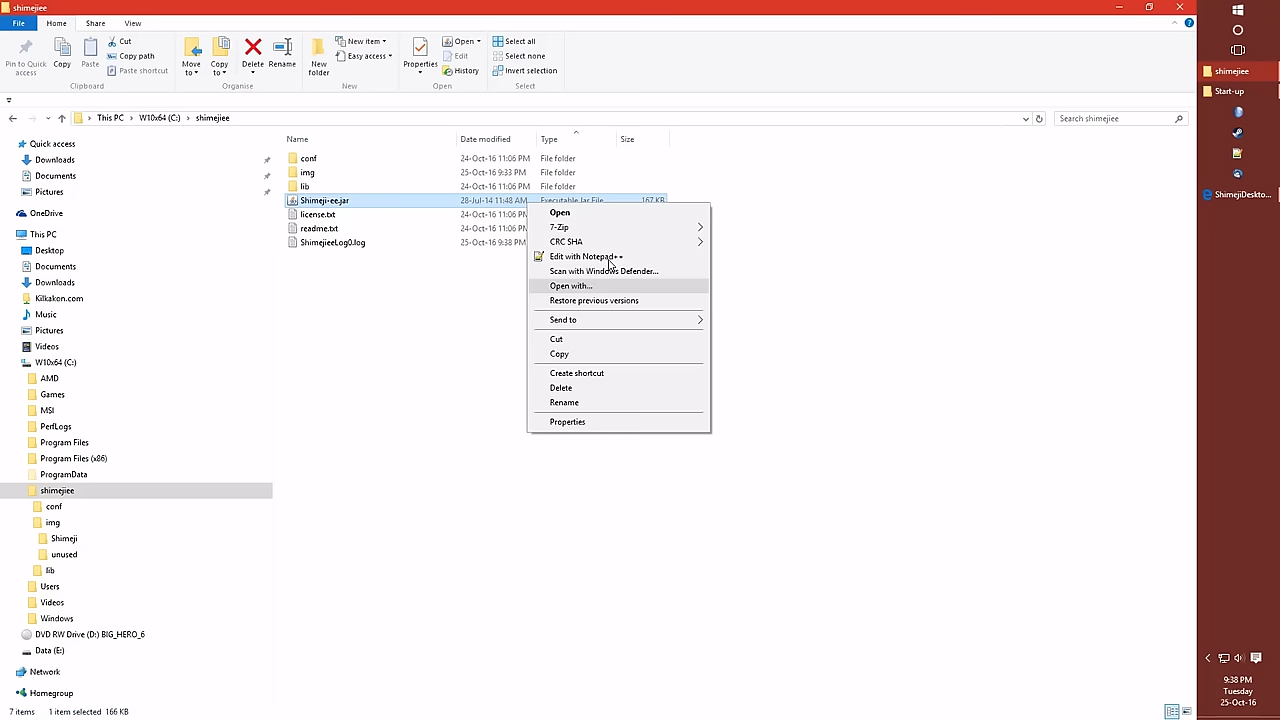 shimejiee
File Home Share View
Pin to Quick access
Copy
Paste
Cut
Copy path
Paste shortcut
Clipboard
Move to
Copy to
Delete
Rename
Organise
New folder
New item
Easy access
New
Properties
Open
Edit
History
Open
Select all
Select none
Invert selection
Select
This PC > W10x64 (C:) > shimejiee
Search shimejiee
Name Date modified Type Size
conf 24-Oct-16 11:06 PM File folder
img 25-Oct-16 9:33 PM File folder
lib 24-Oct-16 11:06 PM File folder
Shimeji-ee.jar 28-Jul-14 11:48 AM Executable Jar File 167 KB
license.txt 24-Oct-16 11:06 PM
readme.txt 24-Oct-16 11:06 PM
ShimejieeLog0.log 25-Oct-16 9:38 PM
Open
7-Zip
CRC SHA
Edit with Notepad++
Scan with Windows Defender...
Open with...
Restore previous versions
Send to
Cut
Copy
Create shortcut
Delete
Rename
Properties
Quick access
Downloads
Documents
Pictures
OneDrive
This PC
Desktop
Documents
Downloads
Kilkakon.com
Music
Pictures
Videos
W10x64 (C:)
AMD
Games
MSI
PerfLogs
Program Files
Program Files (x86)
ProgramData
shimejiee
conf
img
Shimeji
unused
lib
Users
Videos
Windows
DVD RW Drive (D:) BIG_HERO_6
Data (E:)
Network
Homegroup
7 items 1 item selected 166 KB
shimejiee
Start-up
ShimejiDeskto...
9:38 PM
Tuesday
25-Oct-16